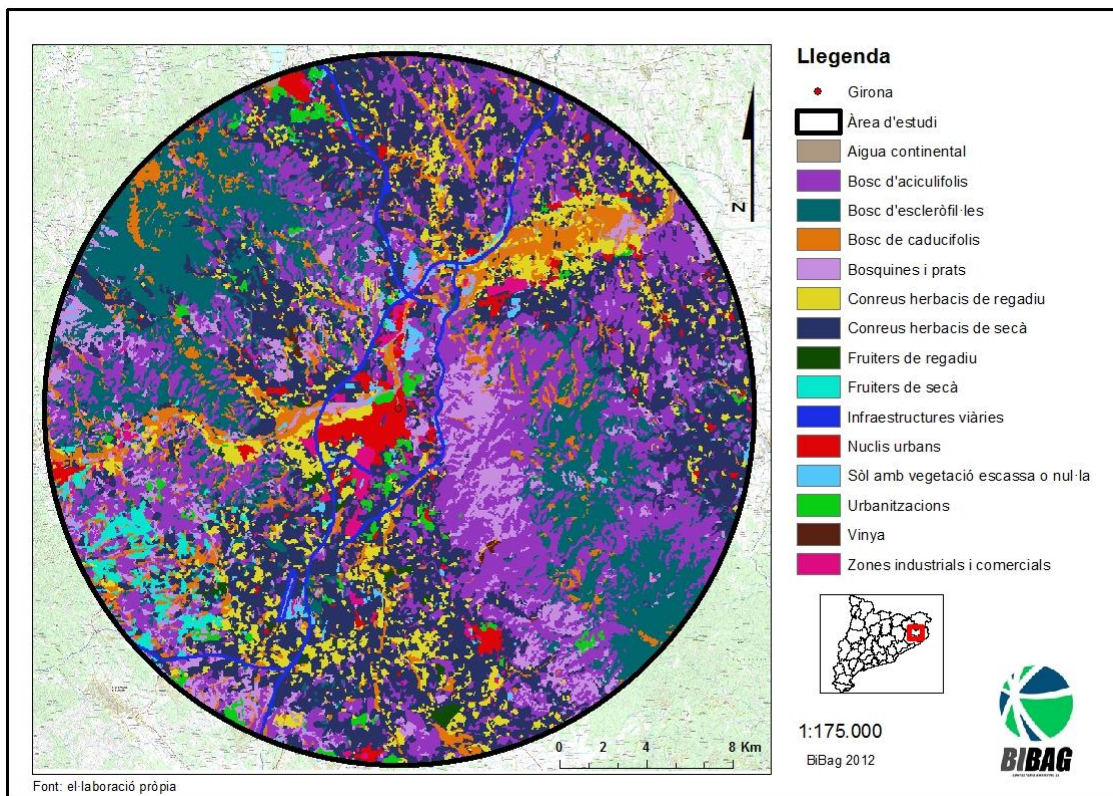 Llegenda
Girona
Àrea d'estudi
Aigua continental
Bosc d'aciculifolis
Bosc d'escleròfil·les
Bosc de caducifolis
Bosquines i prats
Conreus herbacis de regadiu
Conreus herbacis de secà
Fruiters de regadiu
Fruiters de secà
Infraestructures viàries
Nuclis urbans
Sòl amb vegetació escassa o nul·la
Urbanitzacions
Vinya
Zones industrials i comercials
N
0 2 4 8 Km
1:175.000
BiBag 2012
BIBAG
Font: el·laboració pròpia